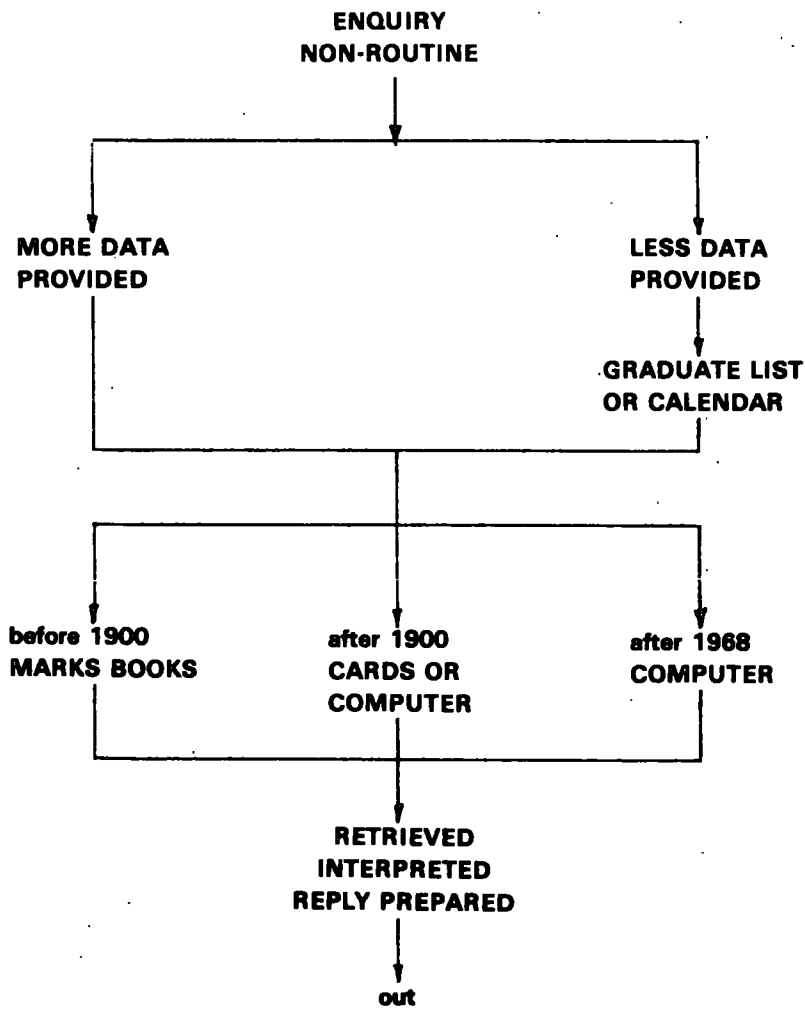 ENQUIRY
NON-ROUTINE
MORE DATA
PROVIDED
LESS DATA
PROVIDED
GRADUATE LIST
OR CALENDAR
before 1900
MARKS BOOKS
after 1900
CARDS OR
COMPUTER
after 1968
COMPUTER
RETRIEVED
INTERPRETED
REPLY PREPARED
out